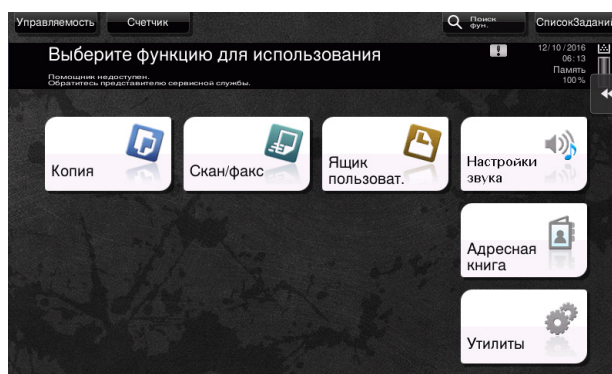 Управляемость
Счетчик
Поиск
фун.
СписокЗадани
Выберите функцию для использования
12/10/2016
06:13
Помощник недоступен.
Обратитесь представителю сервисной службы.
Память
100 %
Копия
Скан/факс
Ящик
пользоват.
Настройки
звука
Адресная
книга
Утилиты